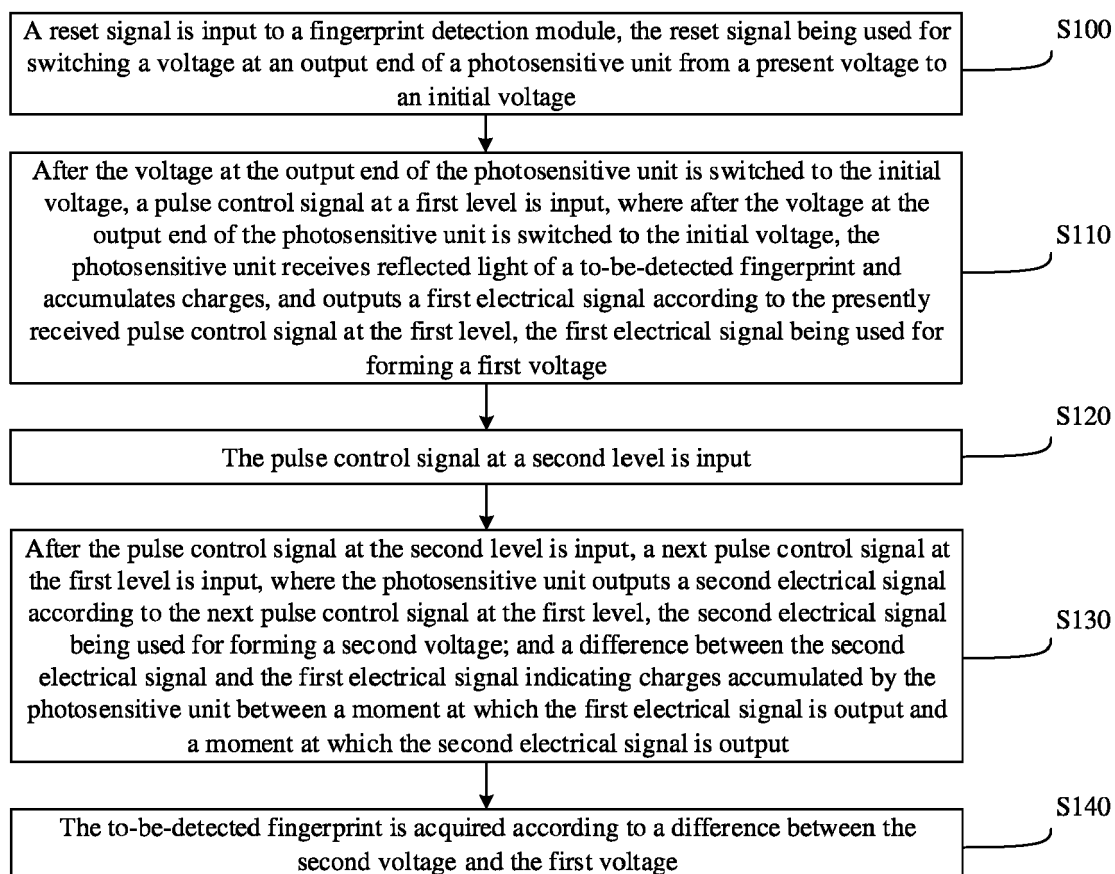 A reset signal is input to a fingerprint detection module, the reset signal being used for
switching a voltage at an output end of a photosensitive unit from a present voltage to
an initial voltage
S100
After the voltage at the output end of the photosensitive unit is switched to the initial
voltage, a pulse control signal at a first level is input, where after the voltage at the
output end of the photosensitive unit is switched to the initial voltage, the
photosensitive unit receives reflected light of a to-be-detected fingerprint and
accumulates charges, and outputs a first electrical signal according to the presently
received pulse control signal at the first level, the first electrical signal being used for
forming a first voltage
S110
The pulse control signal at a second level is input
S120
After the pulse control signal at the second level is input, a next pulse control signal at
the first level is input, where the photosensitive unit outputs a second electrical signal
according to the next pulse control signal at the first level, the second electrical signal
being used for forming a second voltage; and a difference between the second
electrical signal and the first electrical signal indicating charges accumulated by the
photosensitive unit between a moment at which the first electrical signal is output and
a moment at which the second electrical signal is output
S130
The to-be-detected fingerprint is acquired according to a difference between the
second voltage and the first voltage
S140